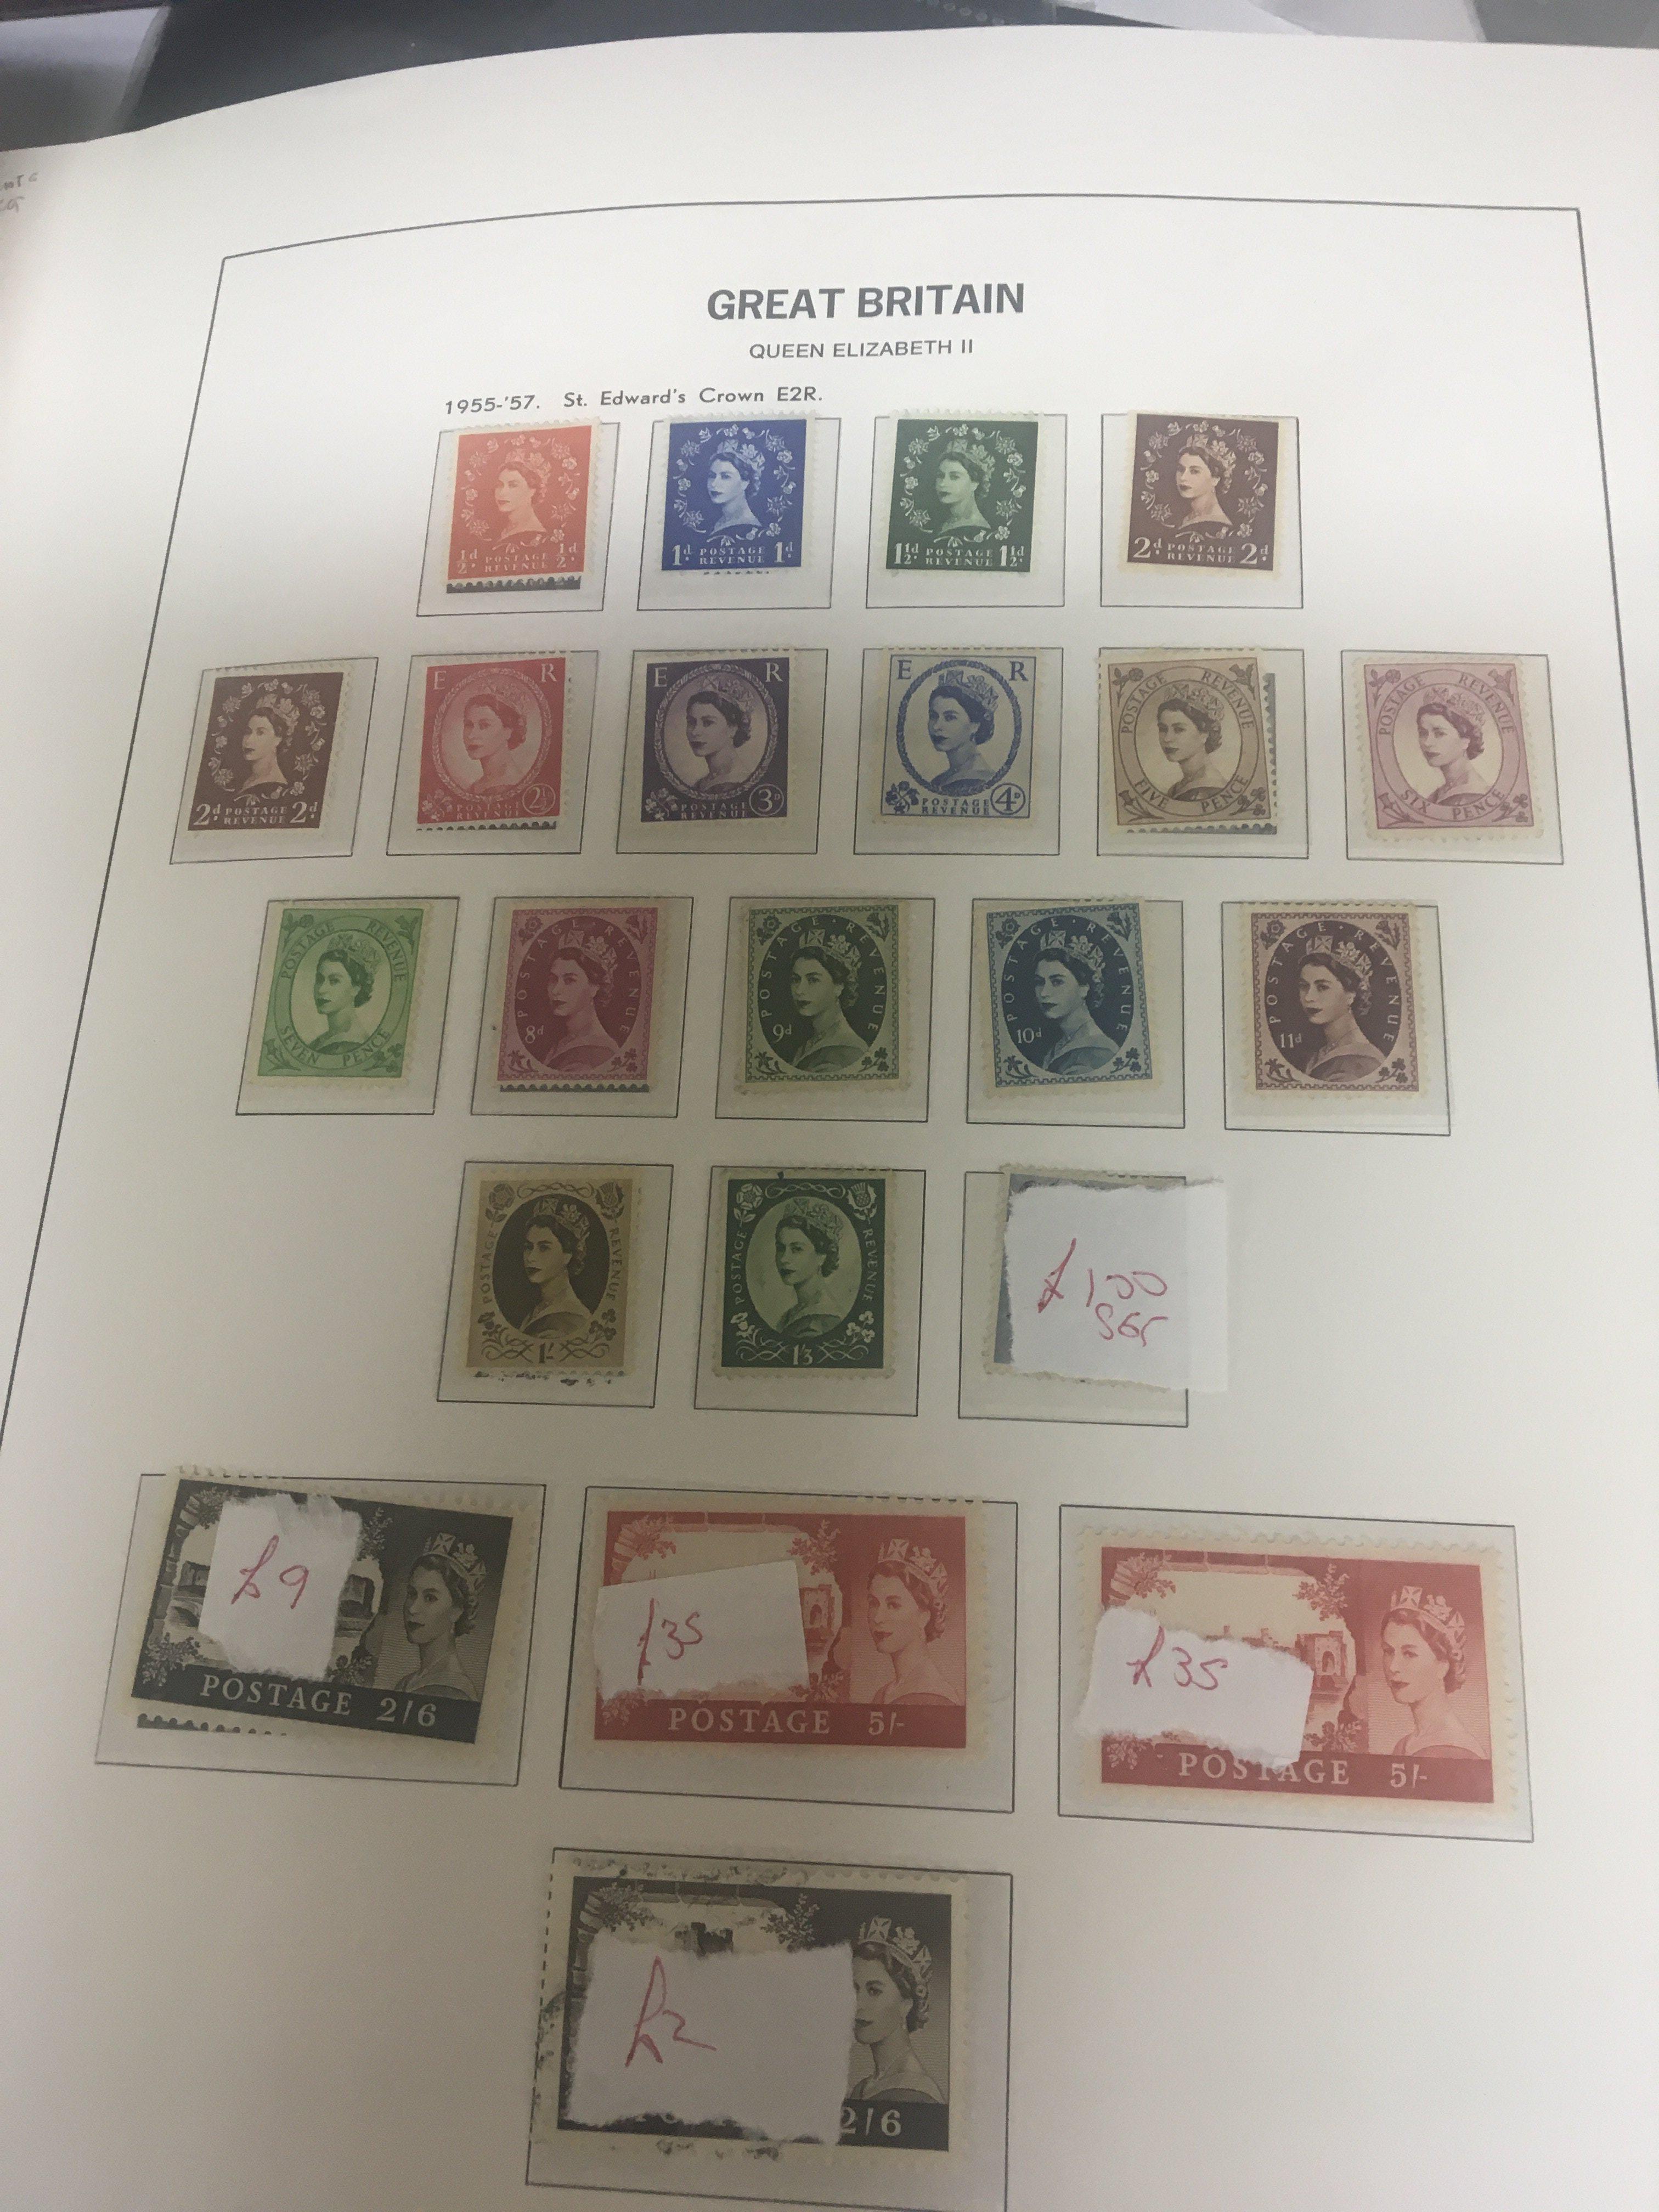 GREAT BRITAIN
QUEEN ELIZABETH II
1955-'57. St. Edward's Crown E2R.
½d POSTAGE REVENUE ½d
1d POSTAGE REVENUE 1d
1½d POSTAGE REVENUE 1½d
2d POSTAGE REVENUE 2d
2d POSTAGE REVENUE 2d
E R POSTAGE REVENUE 2½
E R POSTAGE REVENUE 3D
E R POSTAGE REVENUE 4D
POSTAGE REVENUE FIVE PENCE
POSTAGE REVENUE SIX PENCE
POSTAGE REVENUE SEVEN PENCE
POSTAGE · REVENUE 8d
POSTAGE · REVENUE 9d
POSTAGE · REVENUE 10d
POSTAGE · REVENUE 11d
POSTAGE REVENUE 1/-
POSTAGE REVENUE 1'3
£100
SET
£9
POSTAGE 2/6
£35
POSTAGE 5/-
£35
POSTAGE 5/-
£2
2/6